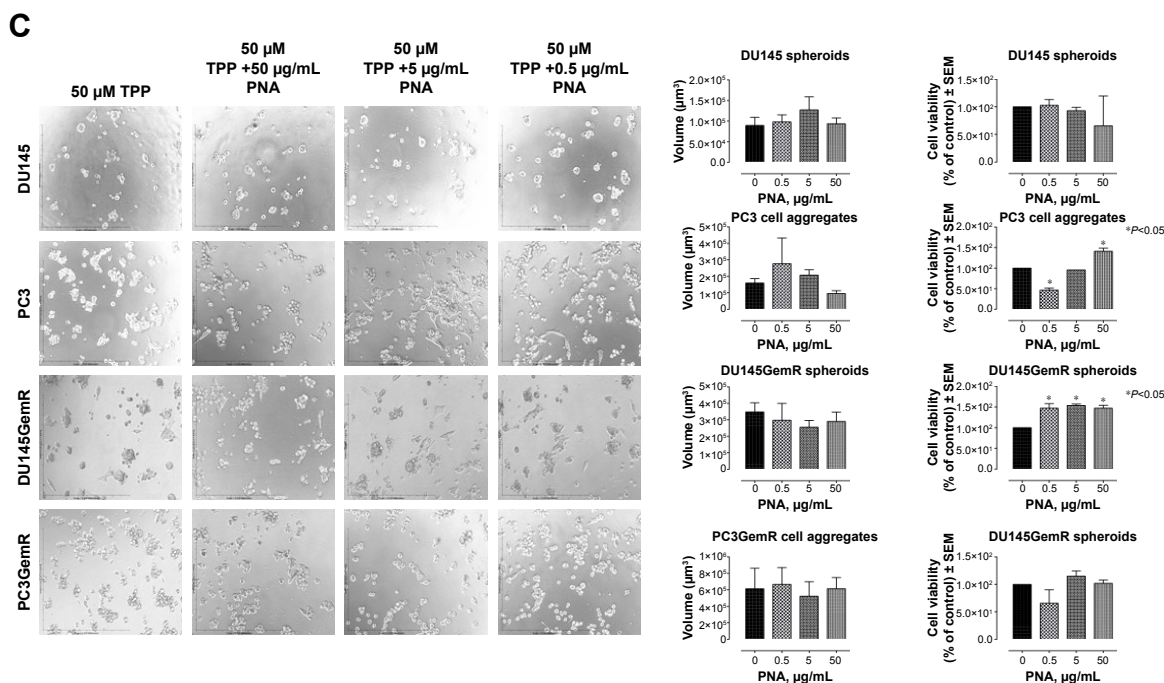 C
50 µM TPP
50 µM
TPP +50 µg/mL
PNA
50 µM
TPP +5 µg/mL
PNA
50 µM
TPP +0.5 µg/mL
PNA
DU145
PC3
DU145GemR
PC3GemR
DU145 spheroids
Volume (µm³)
2.0×10⁵
1.5×10⁵
1.0×10⁵
5.0×10⁴
0.0
0 0.5 5 50
PNA, µg/mL
DU145 spheroids
Cell viability
(% of control) ± SEM
1.5×10²
1.0×10²
5.0×10¹
0.0
0 0.5 5 50
PNA, µg/mL
PC3 cell aggregates
Volume (µm³)
5×10⁵
4×10⁵
3×10⁵
2×10⁵
1×10⁵
0 0.5 5 50
PNA, µg/mL
PC3 cell aggregates
Cell viability
(% of control) ± SEM
2.0×10²
1.5×10²
1.0×10²
5.0×10¹
0.0
* *
*P<0.05
0 0.5 5 50
PNA, µg/mL
DU145GemR spheroids
Volume (µm³)
5×10⁵
4×10⁵
3×10⁵
2×10⁵
1×10⁵
0
0 0.5 5 50
PNA, µg/mL
DU145GemR spheroids
Cell viability
(% of control) ± SEM
2.0×10²
1.5×10²
1.0×10²
5.0×10¹
0.0
* * *
*P<0.05
0 0.5 5 50
PNA, µg/mL
PC3GemR cell aggregates
Volume (µm³)
1×10⁶
8×10⁵
6×10⁵
4×10⁵
2×10⁵
0
0 0.5 5 50
PNA, µg/mL
DU145GemR spheroids
Cell viability
(% of control) ± SEM
1.5×10²
1.0×10²
5.0×10¹
0.0
0 0.5 5 50
PNA, µg/mL